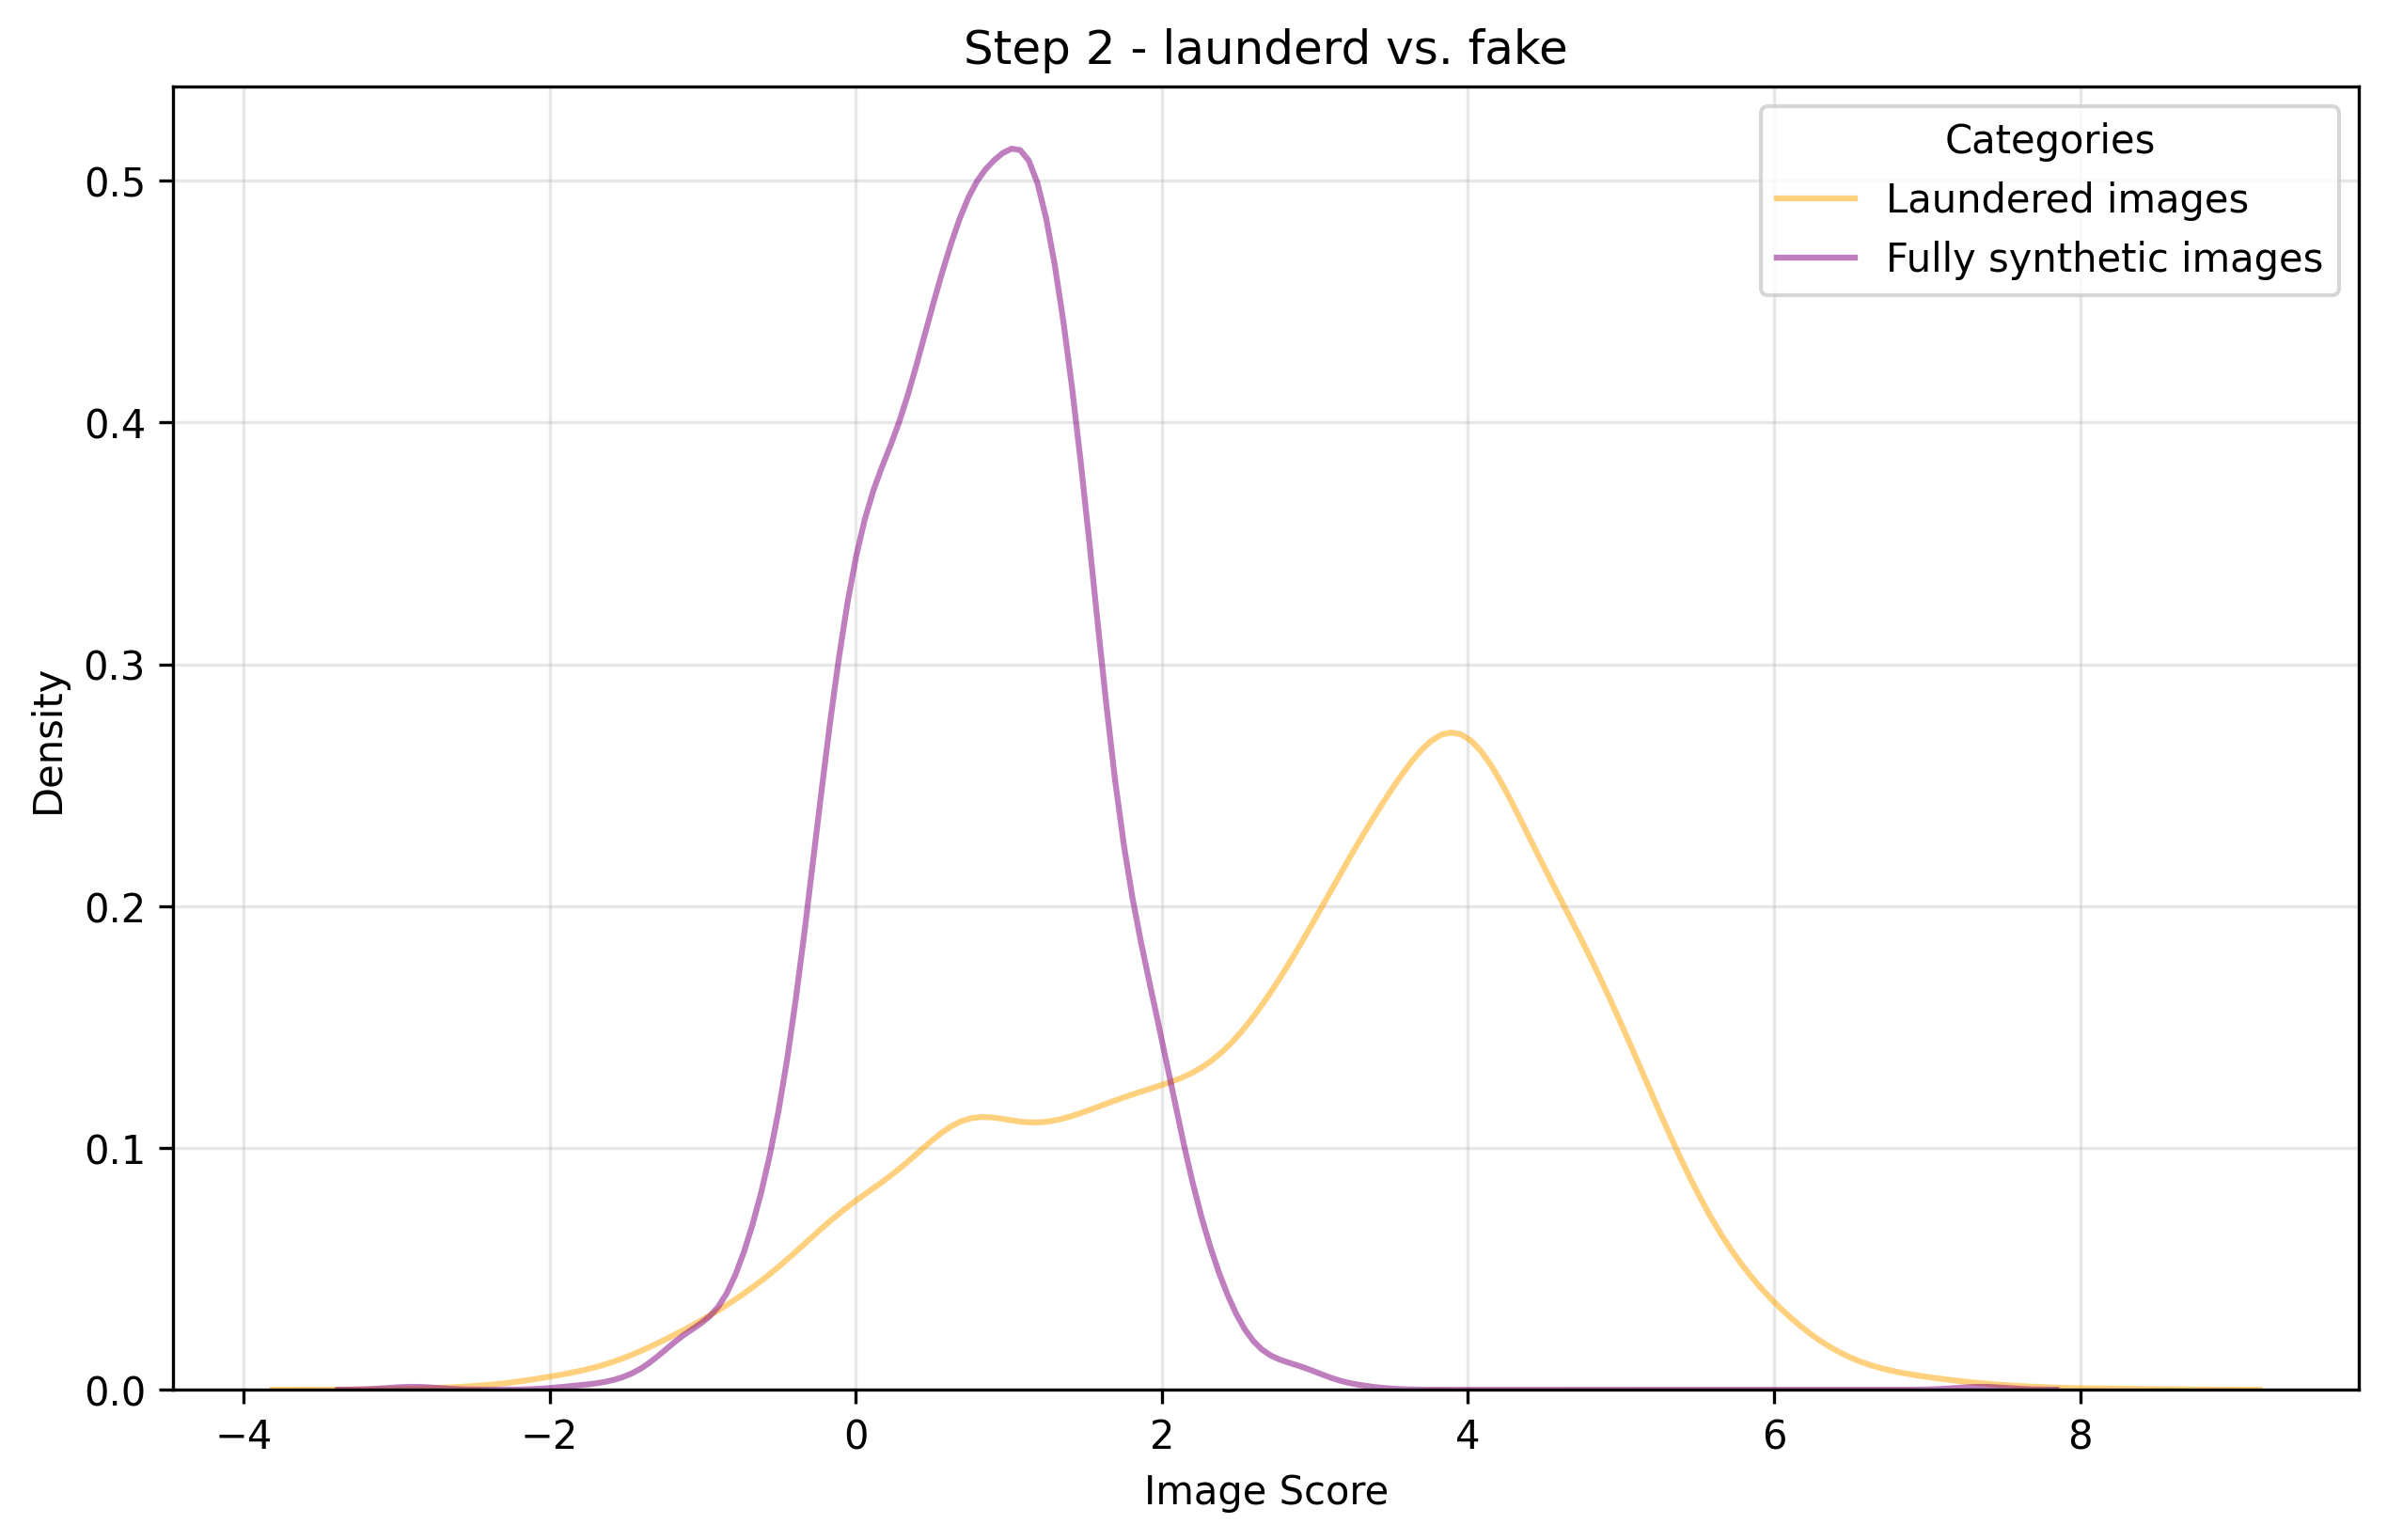 Step 2 - launderd vs. fake
Categories
Laundered images
Fully synthetic images
0.5
0.4
0.3
0.2
0.1
0.0
Density
−4
−2
0
2
4
6
8
Image Score